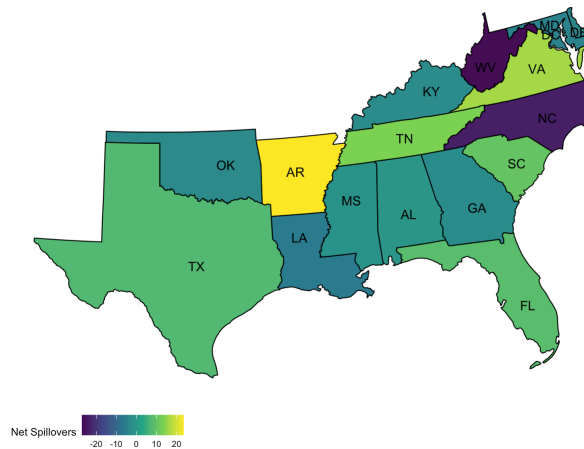 MD
DC DE
WV VA
KY
NC
TN
OK AR SC
MS AL GA
LA
TX
FL
Net Spillovers
-20 -10 0 10 20